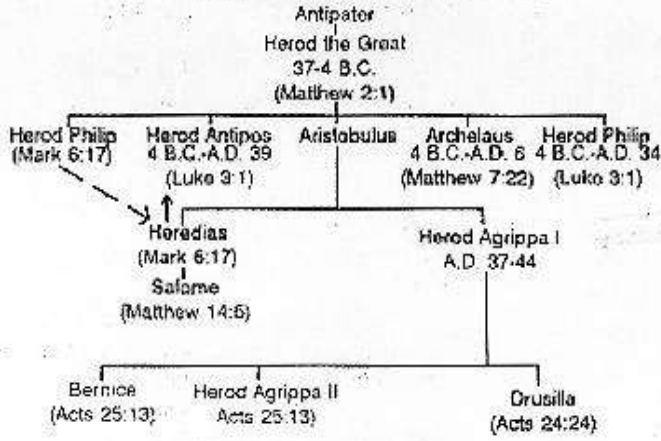 Antipater
Herod the Great
37-4 B.C.
(Matthew 2:1)
Herod Philip Herod Antipos Aristobulus Archelaus Herod Philip
(Mark 6:17) 4 B.C.-A.D. 39 4 B.C.-A.D. 6 4 B.C.-A.D. 34
(Luke 3:1) (Matthew 7:22) (Luke 3:1)
Heredias Herod Agrippa I
(Mark 6:17) A.D. 37-44
Salome
(Matthew 14:6)
Bernice Herod Agrippa II Drusilla
(Acts 25:13) Acts 25:13) (Acts 24:24)